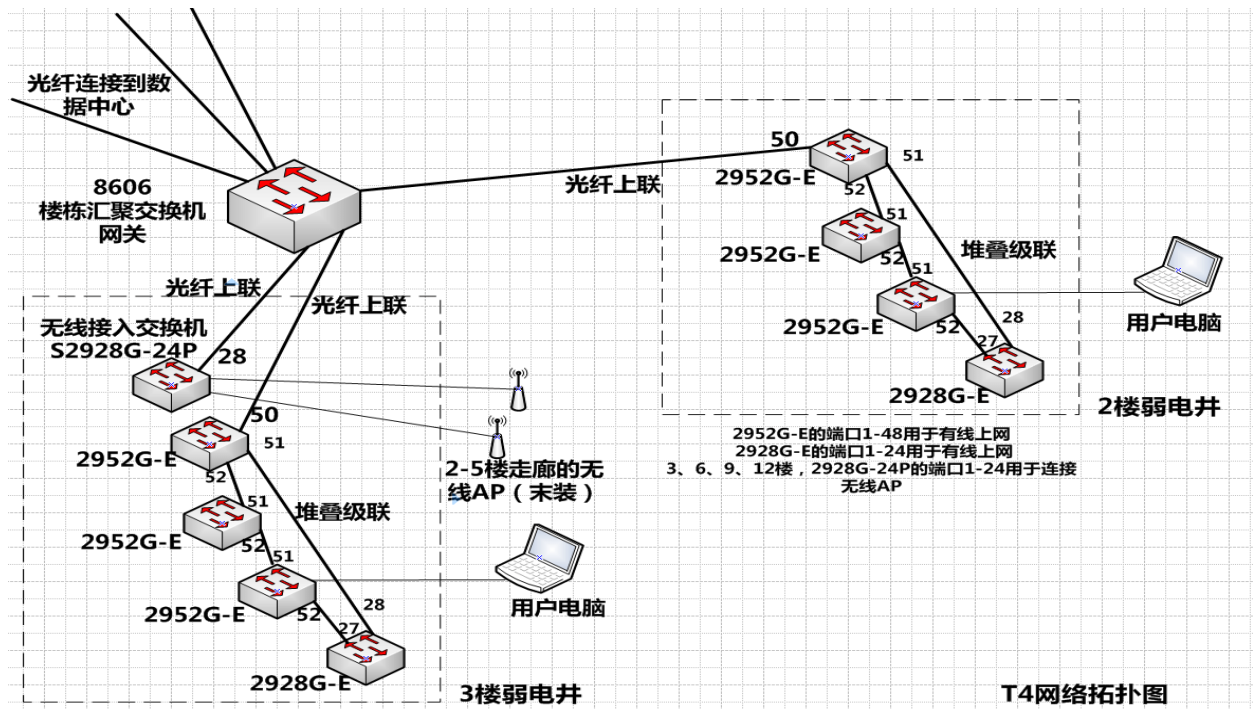 光纤连接到数
据中心
8606
楼栋汇聚交换机
网关
光纤上联
光纤上联
光纤上联
无线接入交换机
S2928G-24P
28
50
51
2952G-E
52
51
2952G-E
52
51
2952G-E
52
27
28
2928G-E
堆叠级联
2-5楼走廊的无
线AP（未装）
用户电脑
3楼弱电井
50
51
2952G-E
52
51
2952G-E
52
51
2952G-E
52
27
28
2928G-E
堆叠级联
用户电脑
2楼弱电井
2952G-E的端口1-48用于有线上网
2928G-E的端口1-24用于有线上网
3、6、9、12楼，2928G-24P的端口1-24用于连接
无线AP
T4网络拓扑图